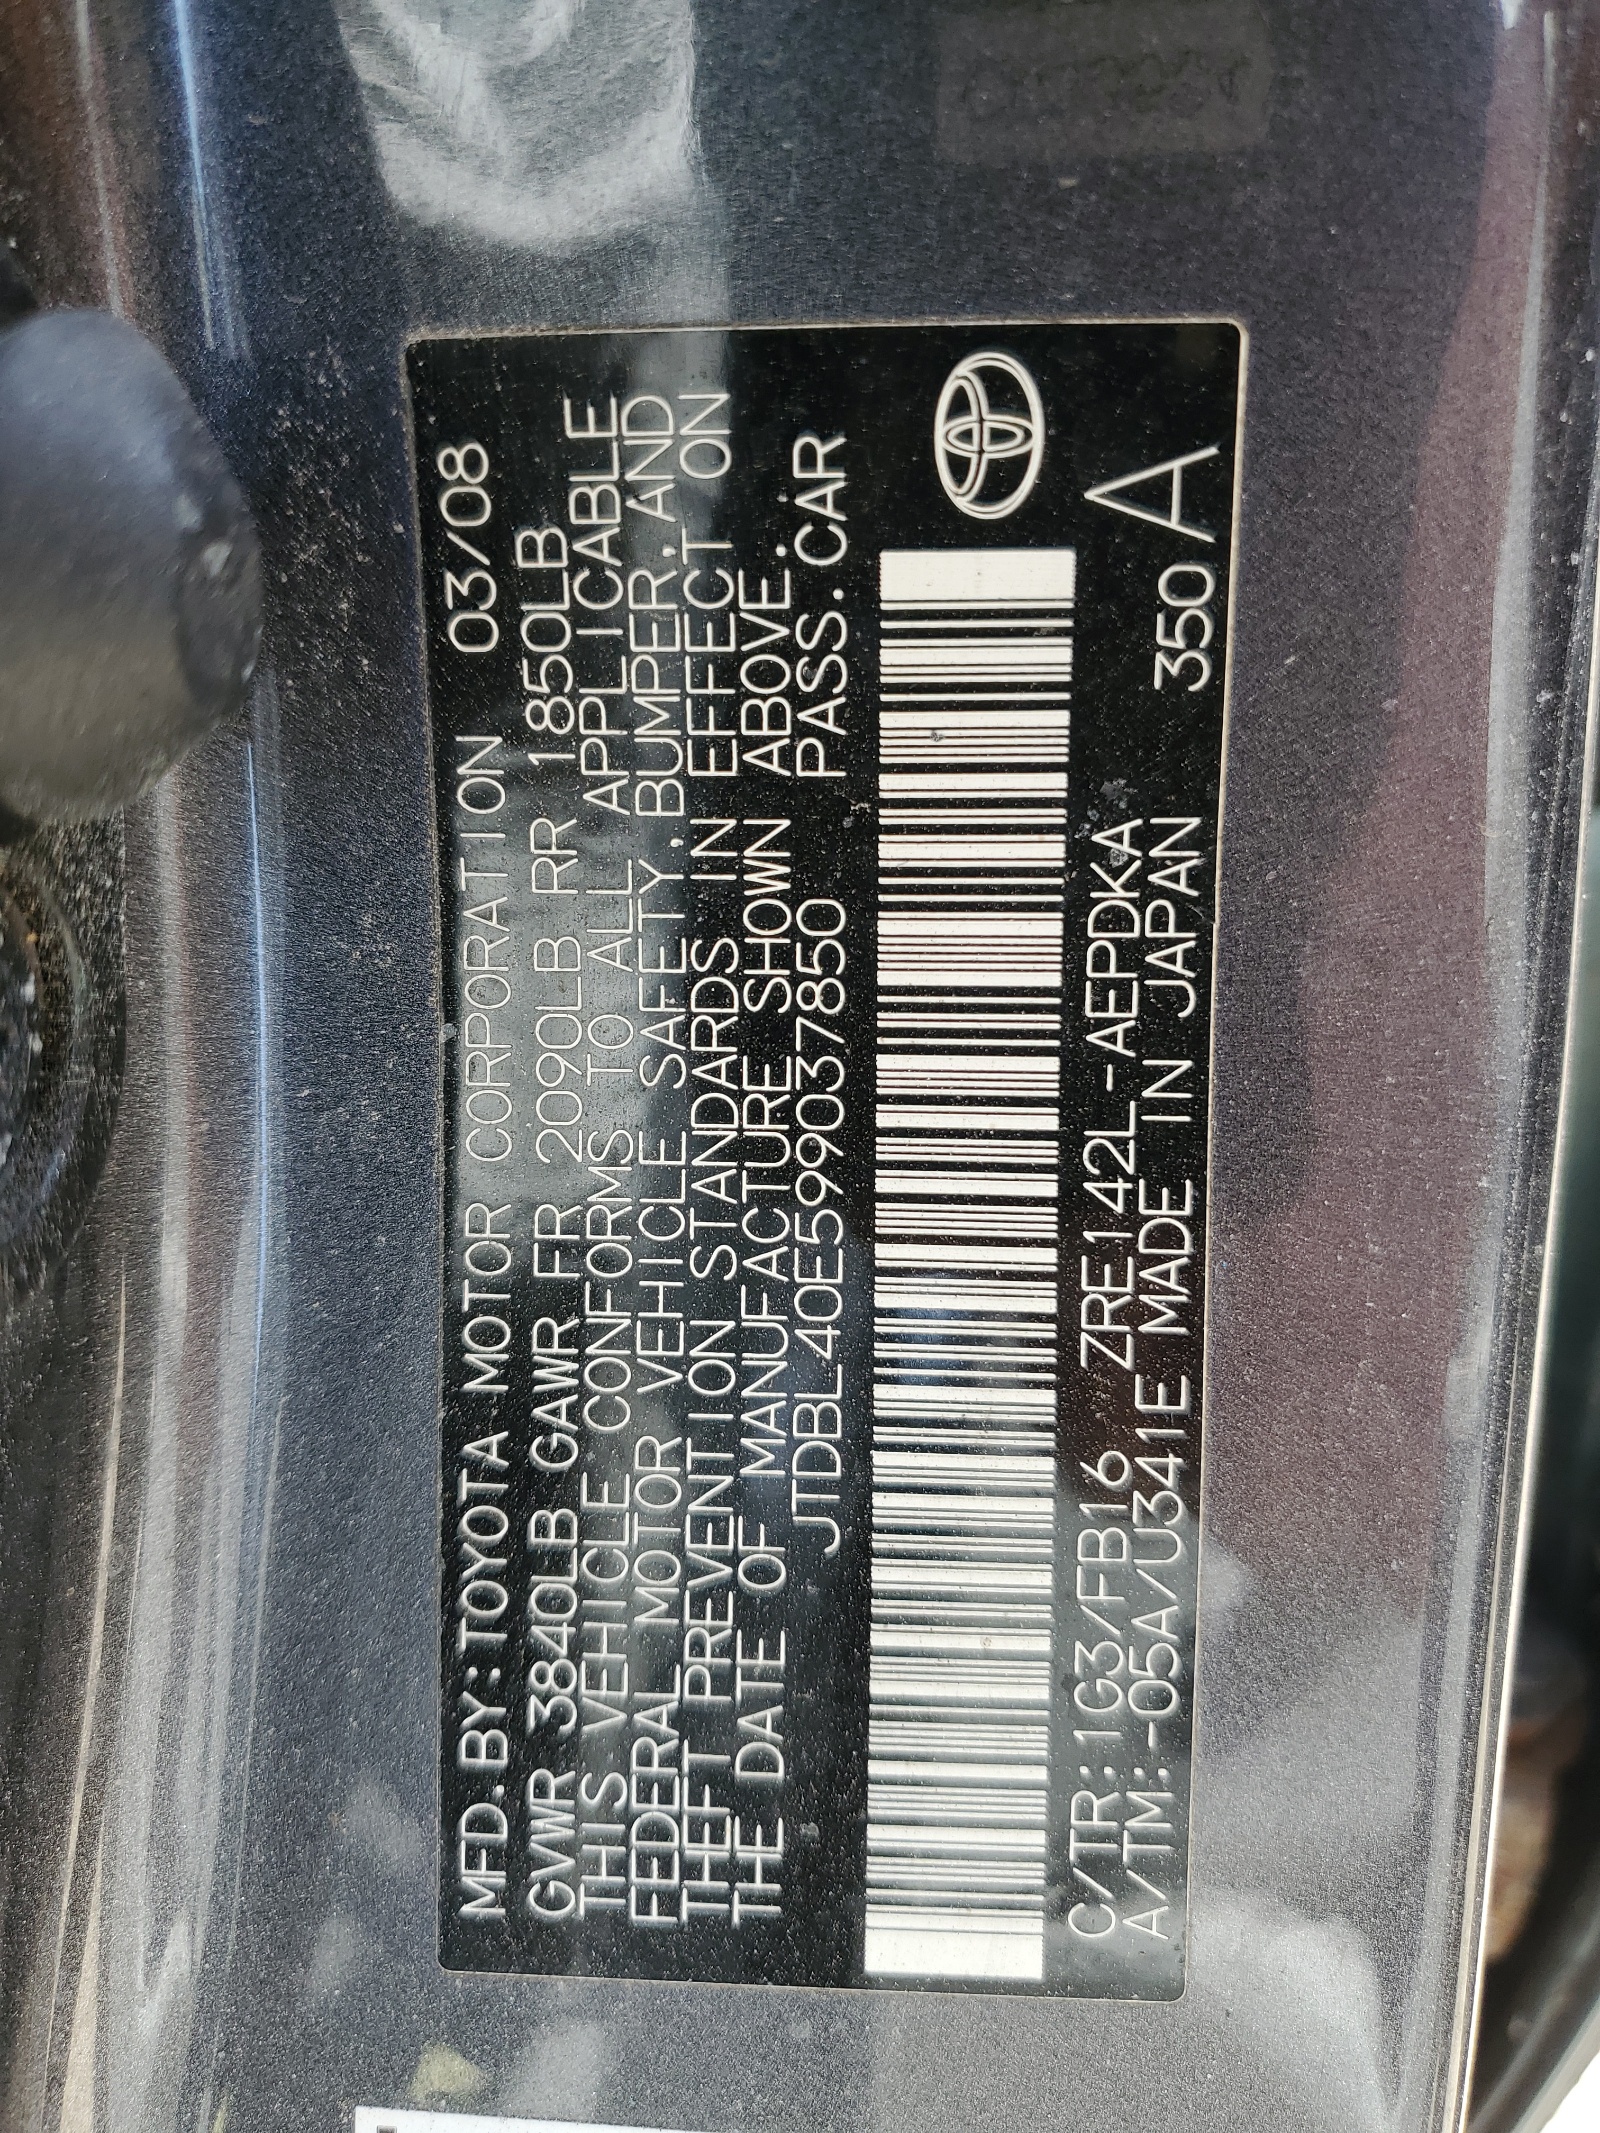 MFD.BY:TOYOTA MOTOR CORPORATION 03/08
GVWR 3840LB GAWR FR 2090LB RR 1850LB
THIS VEHICLE CONFORMS TO ALL APPLICABLE
FEDERAL MOTOR VEHICLE SAFETY, BUMPER, AND
THEFT PREVENTION STANDARDS IN EFFECT ON
THE DATE OF MANUFACTURE SHOWN ABOVE.
JTDBL40E599037850 PASS.CAR
C/TR:1G3/FB16 ZRE142L-AEPDKA
A/TM:-05A/U341E MADE IN JAPAN 350 A